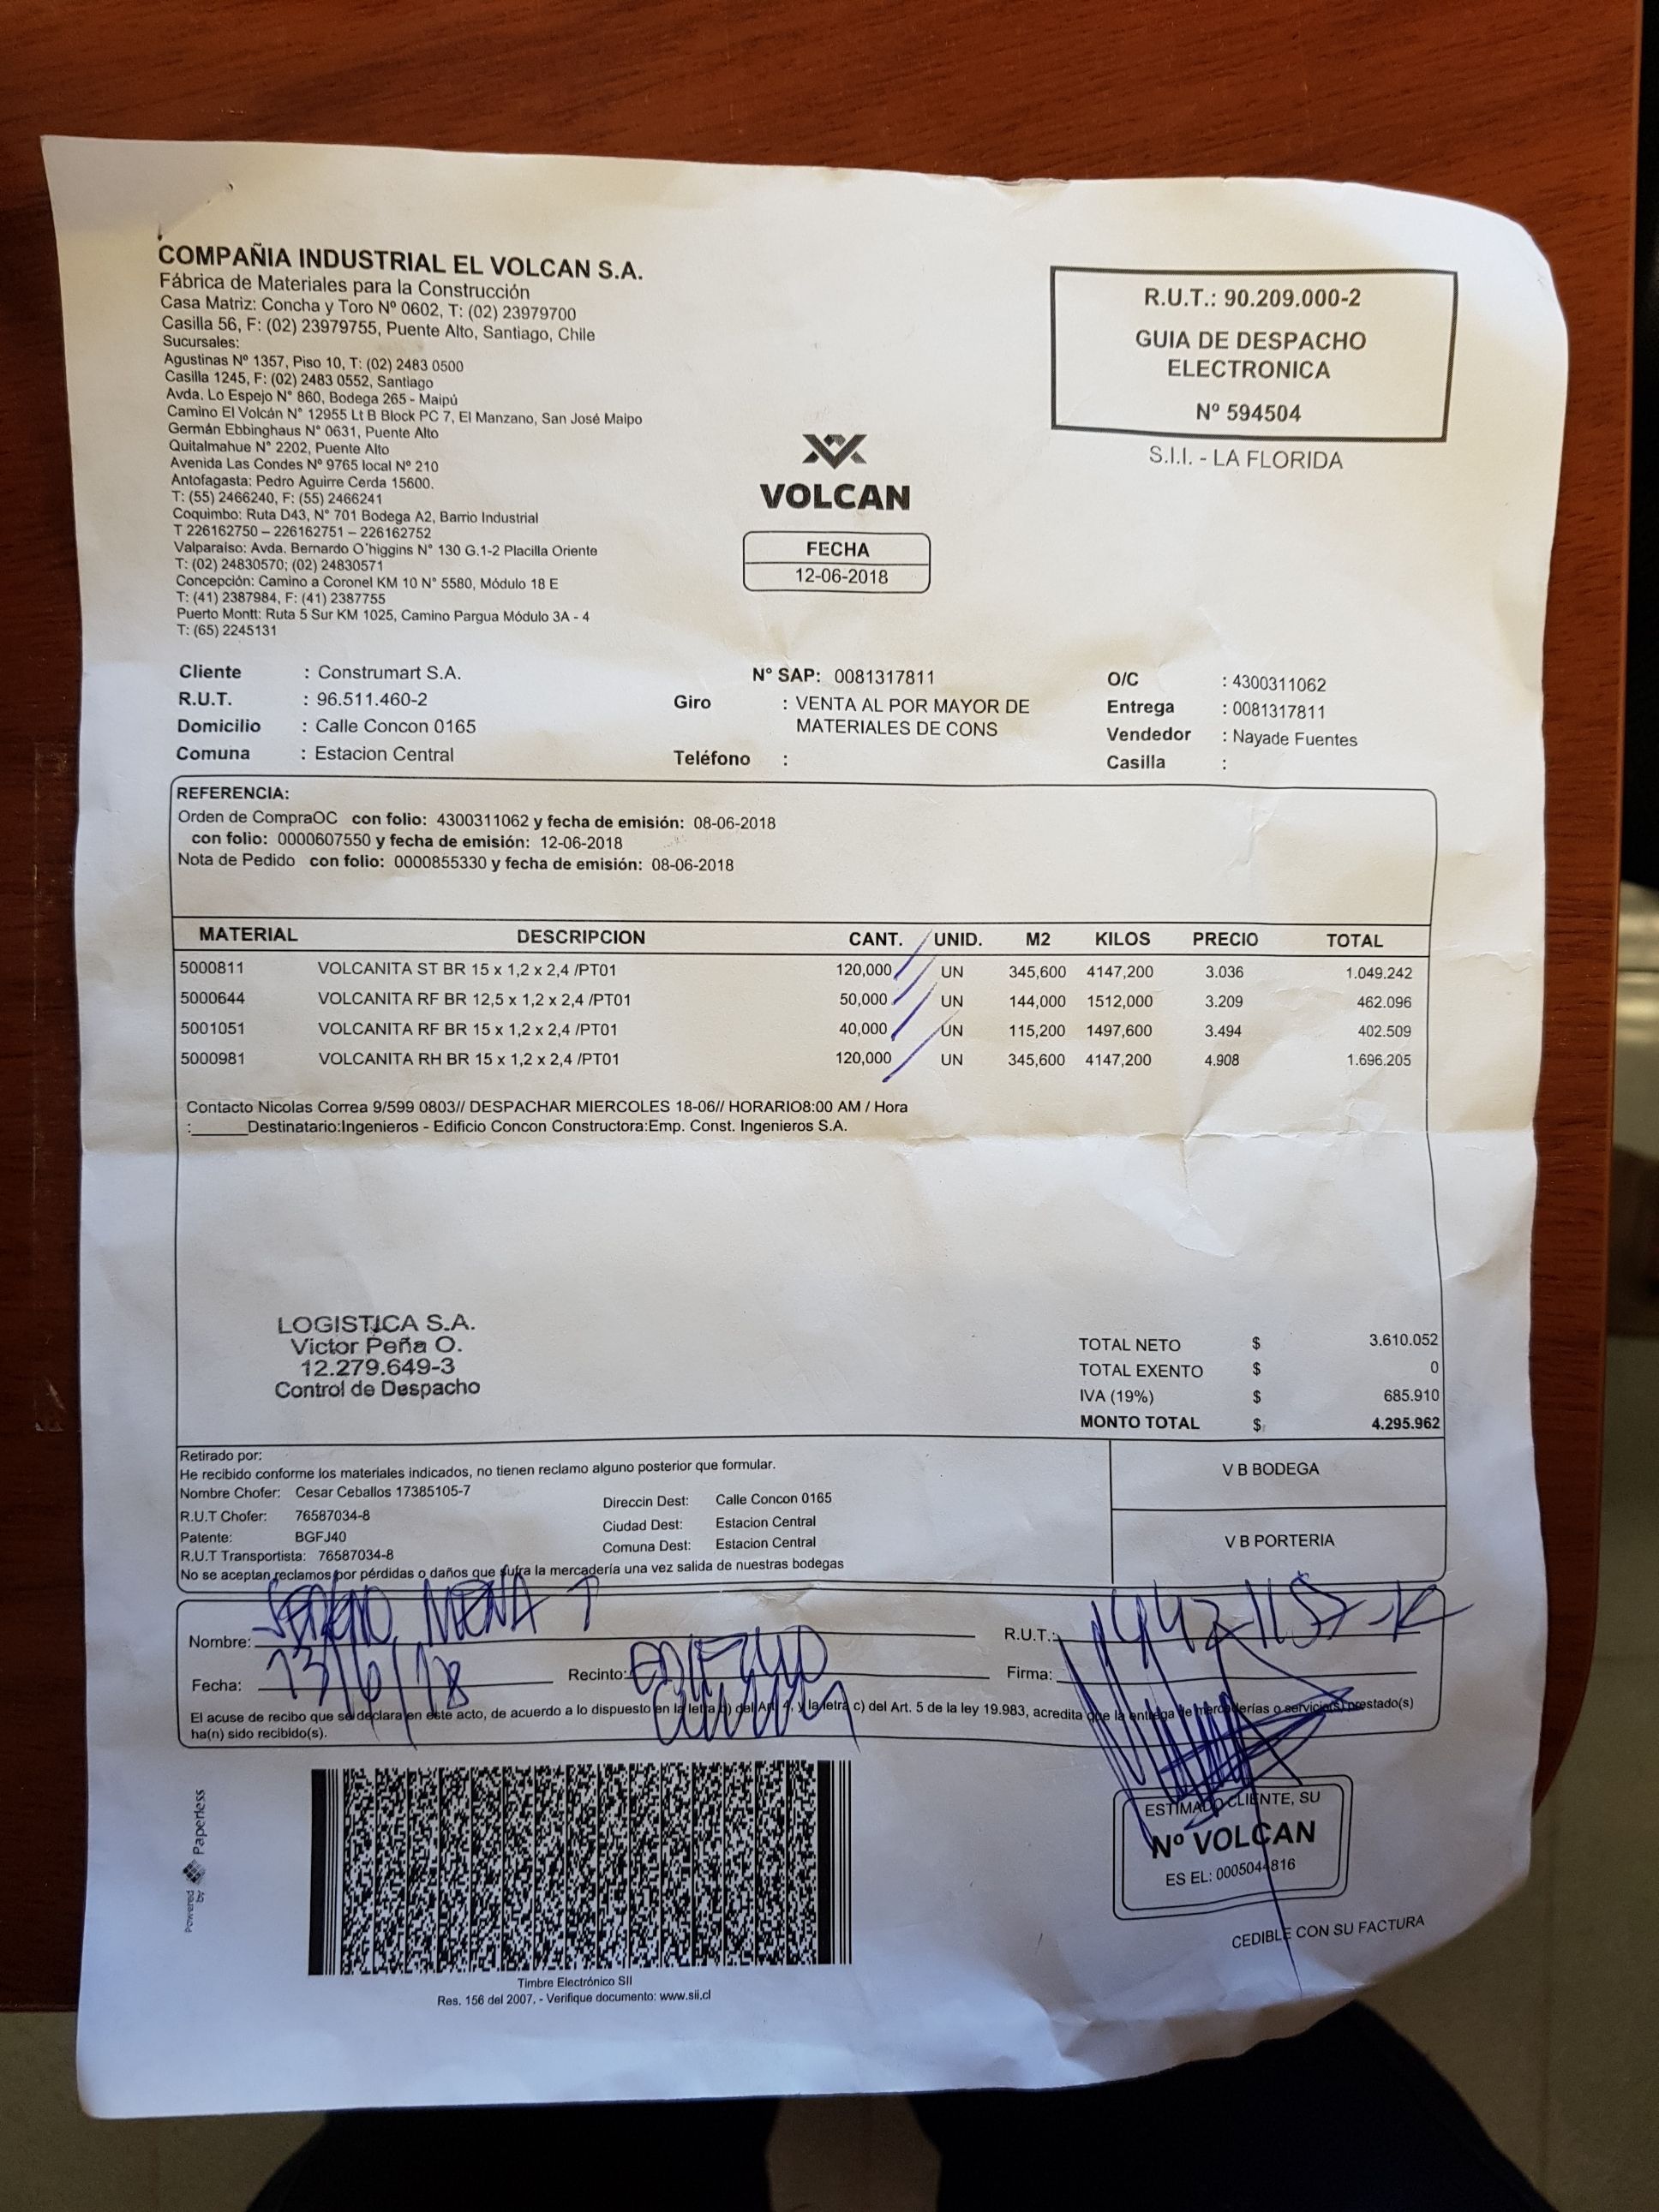 COMPAÑIA INDUSTRIAL EL VOLCAN S.A.
Fábrica de Materiales para la Construcción
Casa Matriz: Concha y Toro Nº 0602, T: (02) 23979700
Casilla 56, F: (02) 23979755, Puente Alto, Santiago, Chile
Sucursales:
Agustinas Nº 1357, Piso 10, T: (02) 2483 0500
Casilla 1245, F: (02) 2483 0552, Santiago
Avda. Lo Espejo N° 860, Bodega 265 - Maipú
Camino El Volcán N° 12955 Lt B Block PC 7, El Manzano, San José Maipo
Germán Ebbinghaus N° 0631, Puente Alto
Quitalmahue N° 2202, Puente Alto
Avenida Las Condes Nº 9765 local Nº 210
Antofagasta: Pedro Aguirre Cerda 15600.
T: (55) 2466240, F: (55) 2466241
Coquimbo: Ruta D43, N° 701 Bodega A2, Barrio Industrial
T 226162750 – 226162751 – 226162752
Valparaiso: Avda. Bernardo O´higgins N° 130 G.1-2 Placilla Oriente
T: (02) 24830570; (02) 24830571
Concepción: Camino a Coronel KM 10 N° 5580, Módulo 18 E
T: (41) 2387984, F: (41) 2387755
Puerto Montt: Ruta 5 Sur KM 1025, Camino Pargua Módulo 3A - 4
T: (65) 2245131
VOLCAN
FECHA
12-06-2018
R.U.T.: 90.209.000-2
GUIA DE DESPACHO
ELECTRONICA
Nº 594504
S.I.I. - LA FLORIDA
Cliente : Construmart S.A.
R.U.T. : 96.511.460-2
Domicilio : Calle Concon 0165
Comuna : Estacion Central
N° SAP: 0081317811
Giro : VENTA AL POR MAYOR DE
MATERIALES DE CONS
Teléfono :
O/C : 4300311062
Entrega : 0081317811
Vendedor : Nayade Fuentes
Casilla :
REFERENCIA:
Orden de CompraOC con folio: 4300311062 y fecha de emisión: 08-06-2018
con folio: 0000607550 y fecha de emisión: 12-06-2018
Nota de Pedido con folio: 0000855330 y fecha de emisión: 08-06-2018
MATERIAL DESCRIPCION CANT. UNID. M2 KILOS PRECIO TOTAL
5000811 VOLCANITA ST BR 15 x 1,2 x 2,4 /PT01 120,000 UN 345,600 4147,200 3.036 1.049.242
5000644 VOLCANITA RF BR 12,5 x 1,2 x 2,4 /PT01 50,000 UN 144,000 1512,000 3.209 462.096
5001051 VOLCANITA RF BR 15 x 1,2 x 2,4 /PT01 40,000 UN 115,200 1497,600 3.494 402.509
5000981 VOLCANITA RH BR 15 x 1,2 x 2,4 /PT01 120,000 UN 345,600 4147,200 4.908 1.696.205
Contacto Nicolas Correa 9/599 0803// DESPACHAR MIERCOLES 18-06// HORARIO8:00 AM / Hora
:______Destinatario:Ingenieros - Edificio Concon Constructora:Emp. Const. Ingenieros S.A.
LOGISTICA S.A.
Victor Peña O.
12.279.649-3
Control de Despacho
TOTAL NETO $ 3.610.052
TOTAL EXENTO $ 0
IVA (19%) $ 685.910
MONTO TOTAL $ 4.295.962
Retirado por:
He recibido conforme los materiales indicados, no tienen reclamo alguno posterior que formular.
Nombre Chofer: Cesar Ceballos 17385105-7
R.U.T Chofer: 76587034-8
Patente: BGFJ40
R.U.T Transportista: 76587034-8
Direccin Dest: Calle Concon 0165
Ciudad Dest: Estacion Central
Comuna Dest: Estacion Central
No se aceptan reclamos por pérdidas o daños que sufra la mercadería una vez salida de nuestras bodegas
V B BODEGA
V B PORTERIA
Nombre: MENA T
R.U.T.:
Fecha: 13/6/18
Recinto:
Firma:
El acuse de recibo que se declara en este acto, de acuerdo a lo dispuesto en la letra b) del Art. 4, y la letra c) del Art. 5 de la ley 19.983, acredita que la entrega de mercaderías o servicio(s) prestado(s)
ha(n) sido recibido(s).
Powered by Paperless
Timbre Electrónico SII
Res. 156 del 2007. - Verifique documento: www.sii.cl
ESTIMADO CLIENTE, SU
Nº VOLCAN
ES EL: 0005044816
CEDIBLE CON SU FACTURA